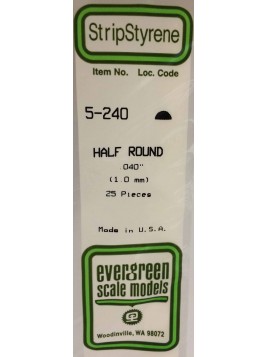 StripStyrene
Item No. Loc. Code
5-240
HALF ROUND
.040"
(1.0 mm)
25 Pieces
Made in U.S.A.
evergreen
scale models
Woodinville, WA 98072